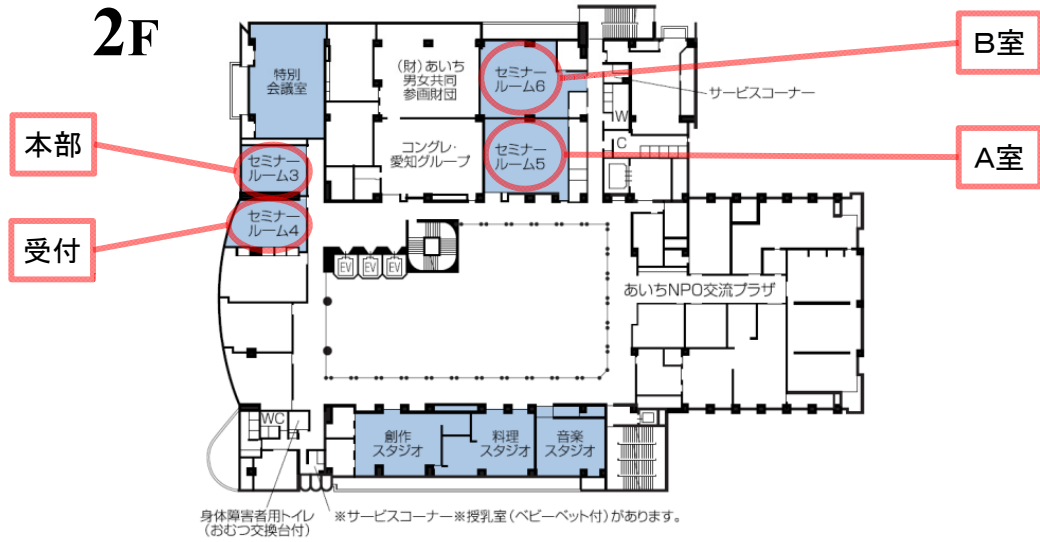 2F
B室
特別
会議室
(財)あいち
男女共同
参画財団
セミナー
ルーム6
サービスコーナー
W
C
本部
セミナー
ルーム3
コングレ・
愛知グループ
セミナー
ルーム5
A室
受付
セミナー
ルーム4
EV
EV
EV
あいちNPO交流プラザ
WC
創作
スタジオ
料理
スタジオ
音楽
スタジオ
身体障害者用トイレ
(おむつ交換台付)
※サービスコーナー※授乳室(ベビーベット付)があります。